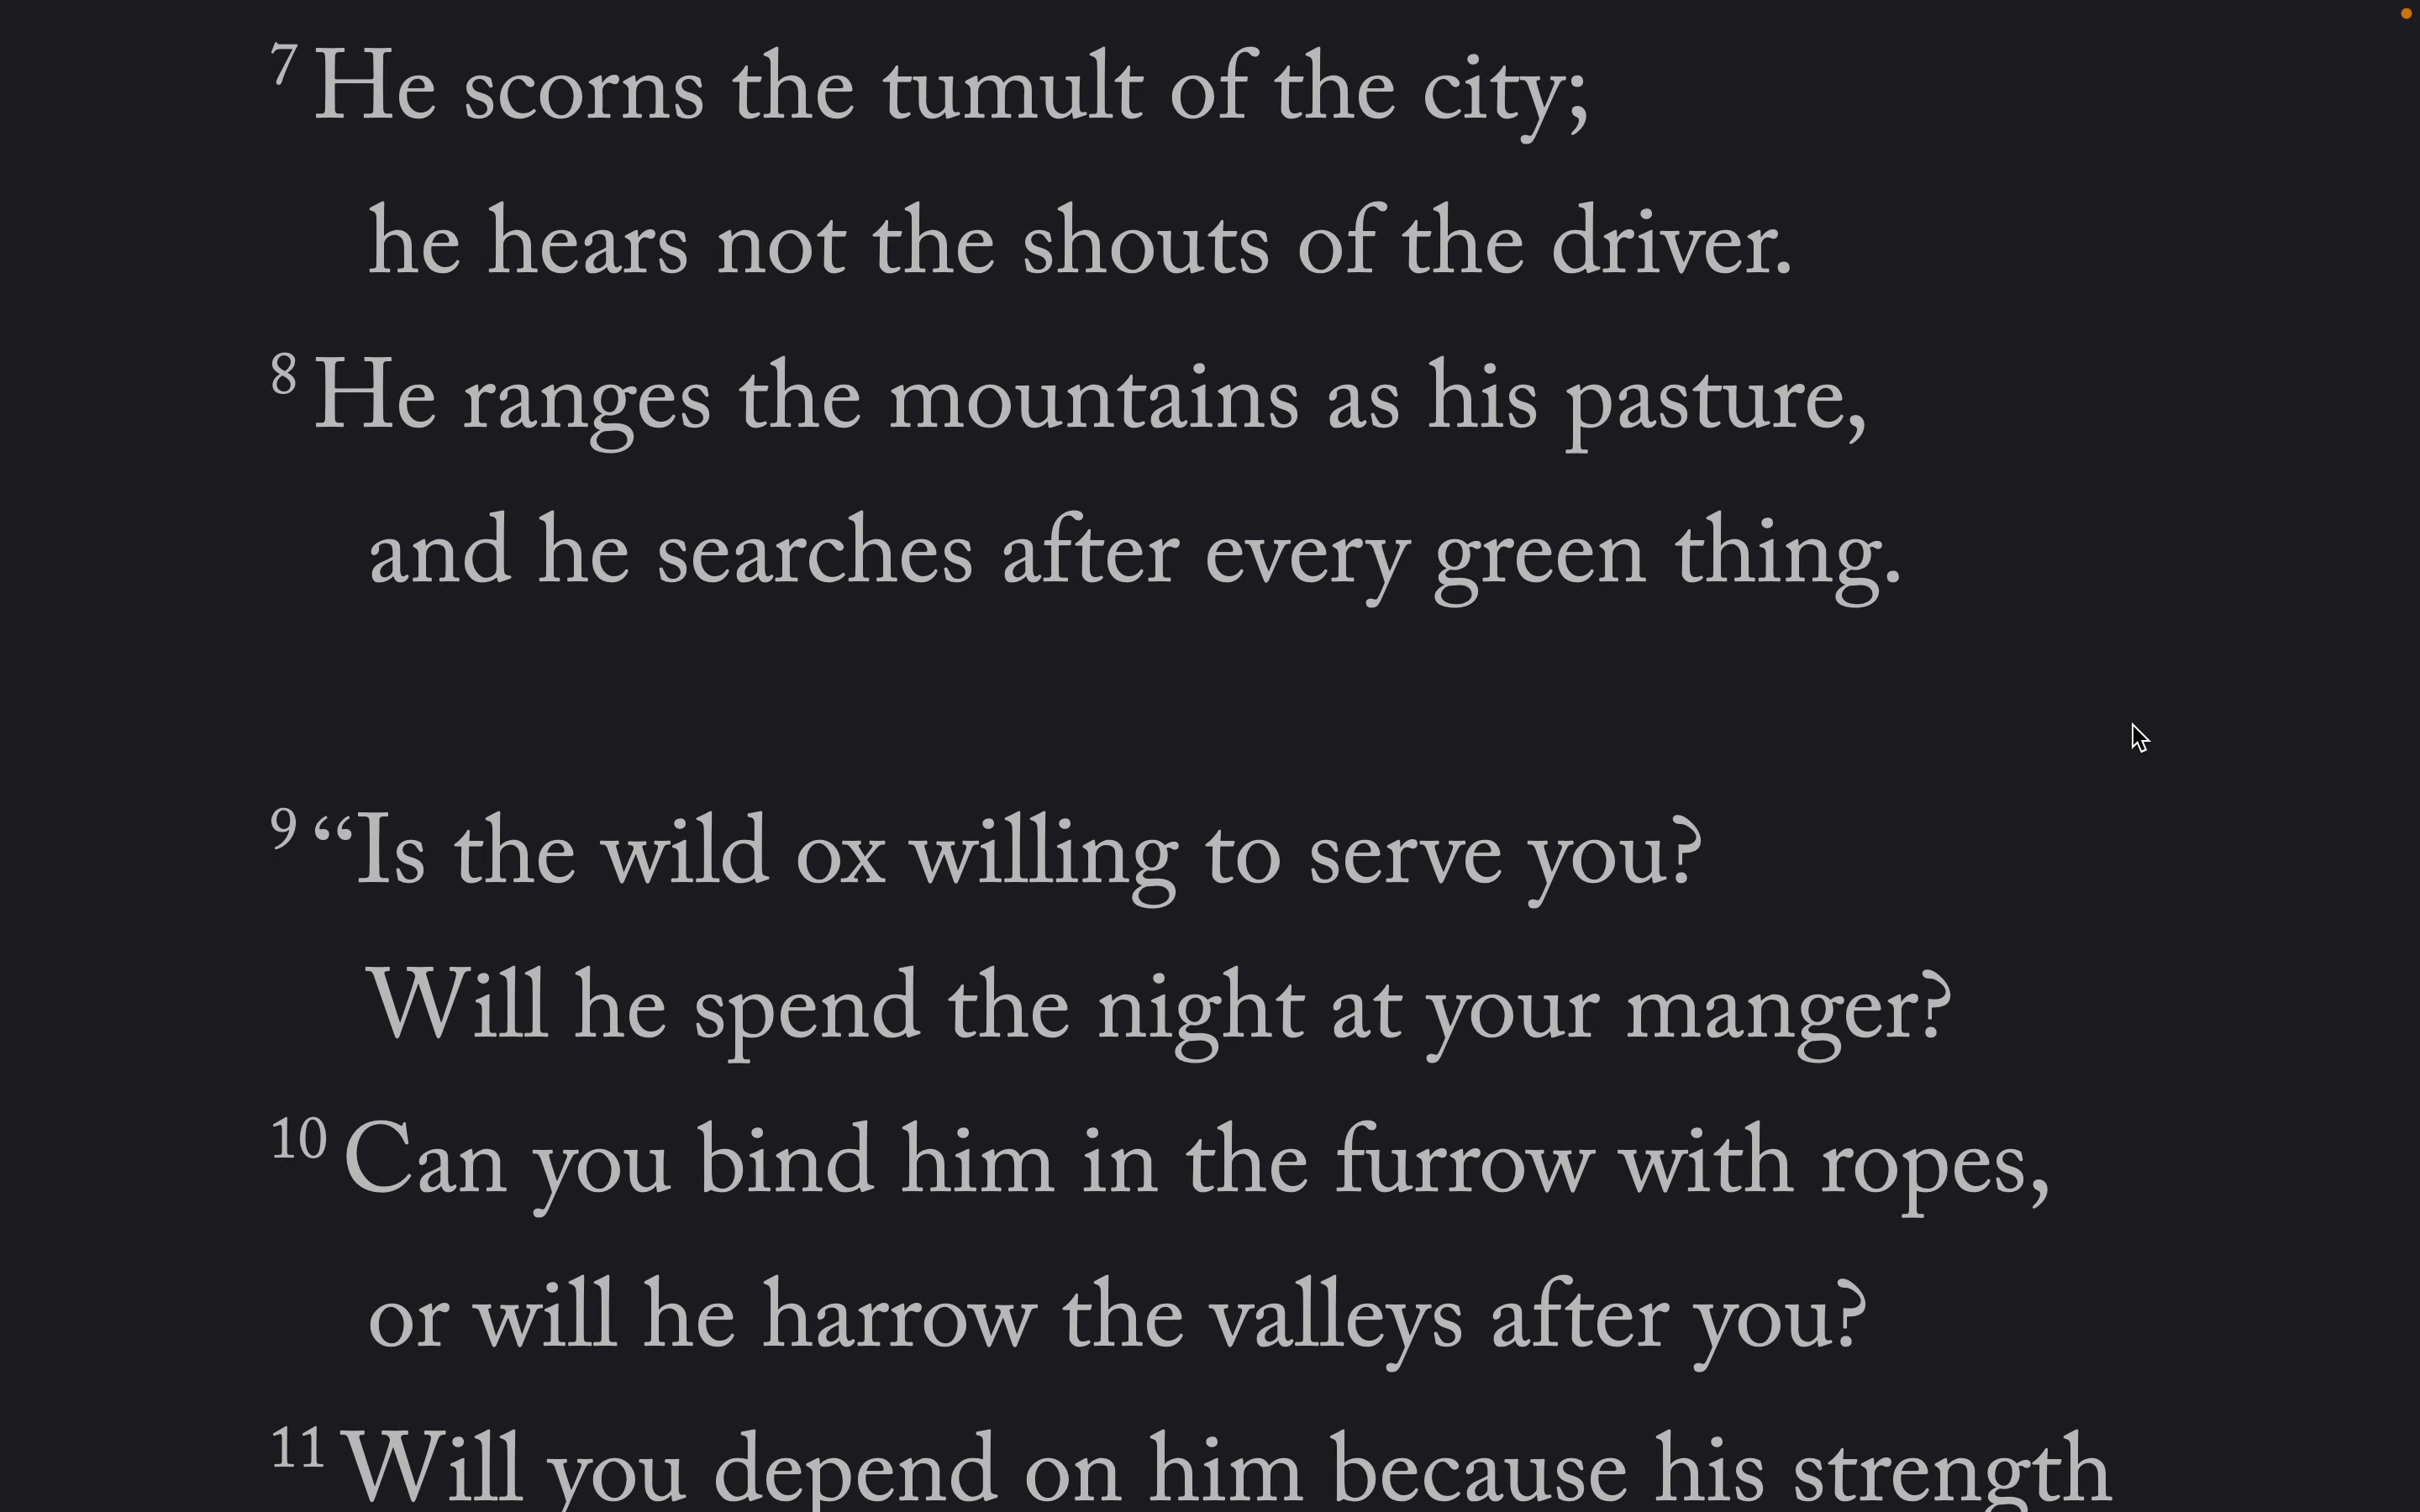 7 He scorns the tumult of the city;
he hears not the shouts of the driver.
8 He ranges the mountains as his pasture,
and he searches after every green thing.
9 “Is the wild ox willing to serve you?
Will he spend the night at your manger?
10 Can you bind him in the furrow with ropes,
or will he harrow the valleys after you?
11 Will you depend on him because his strength